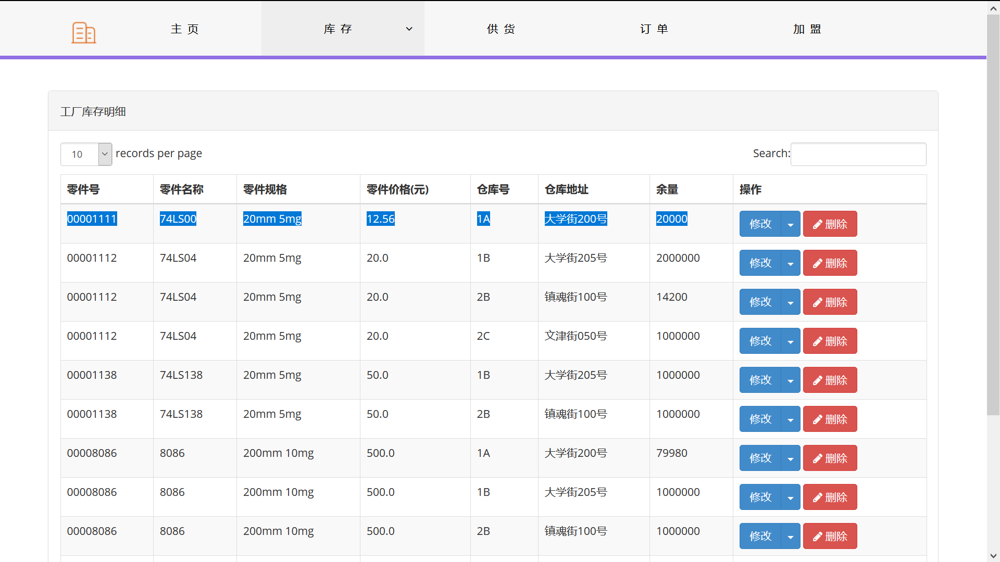 主 页 库 存 供 货 订 单 加 盟
工厂库存明细
10 records per page Search:
零件号 零件名称 零件规格 零件价格(元) 仓库号 仓库地址 余量 操作
00001111 74LS00 20mm 5mg 12.56 1A 大学街200号 20000 修改 删除
00001112 74LS04 20mm 5mg 20.0 1B 大学街205号 2000000 修改 删除
00001112 74LS04 20mm 5mg 20.0 2B 镇魂街100号 14200 修改 删除
00001112 74LS04 20mm 5mg 20.0 2C 文津街050号 1000000 修改 删除
00001138 74LS138 20mm 5mg 50.0 1B 大学街205号 1000000 修改 删除
00001138 74LS138 20mm 5mg 50.0 2B 镇魂街100号 1000000 修改 删除
00008086 8086 200mm 10mg 500.0 1A 大学街200号 79980 修改 删除
00008086 8086 200mm 10mg 500.0 1B 大学街205号 1000000 修改 删除
00008086 8086 200mm 10mg 500.0 2B 镇魂街100号 1000000 修改 删除